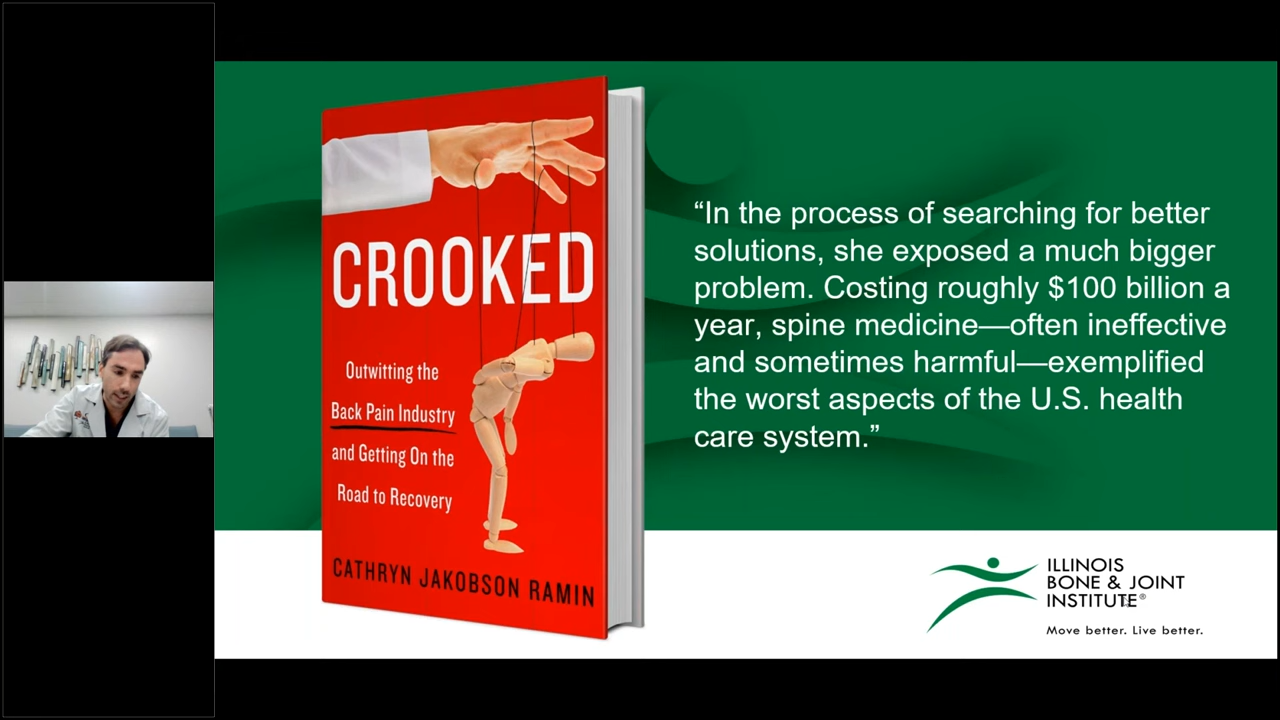 CROOKED
Outwitting the
Back Pain Industry
and Getting On the
Road to Recovery
CATHRYN JAKOBSON RAMIN
“In the process of searching for better
solutions, she exposed a much bigger
problem. Costing roughly $100 billion a
year, spine medicine—often ineffective
and sometimes harmful—exemplified
the worst aspects of the U.S. health
care system.”
ILLINOIS
BONE & JOINT
INSTITUTE®
Move better. Live better.